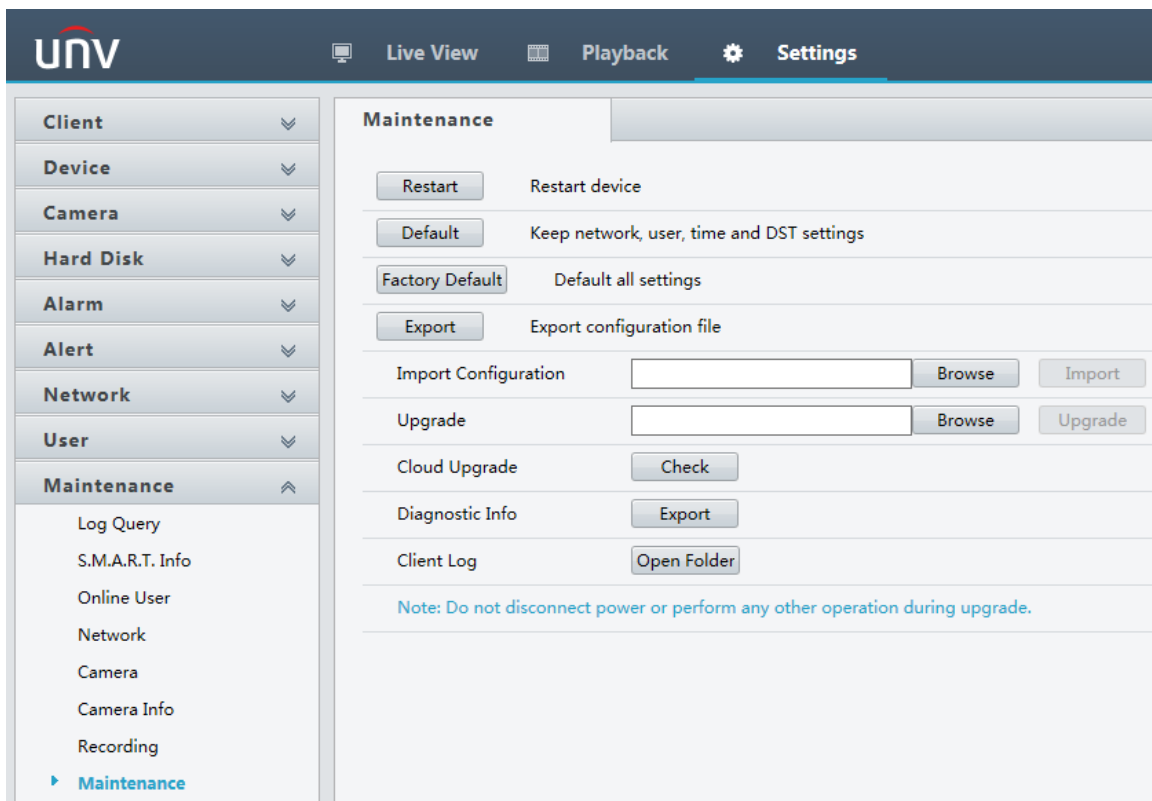 unv
Live View
Playback
Settings
Client
Device
Camera
Hard Disk
Alarm
Alert
Network
User
Maintenance
Log Query
S.M.A.R.T. Info
Online User
Network
Camera
Camera Info
Recording
Maintenance
Maintenance
Restart Restart device
Default Keep network, user, time and DST settings
Factory Default Default all settings
Export Export configuration file
Import Configuration Browse Import
Upgrade Browse Upgrade
Cloud Upgrade Check
Diagnostic Info Export
Client Log Open Folder
Note: Do not disconnect power or perform any other operation during upgrade.